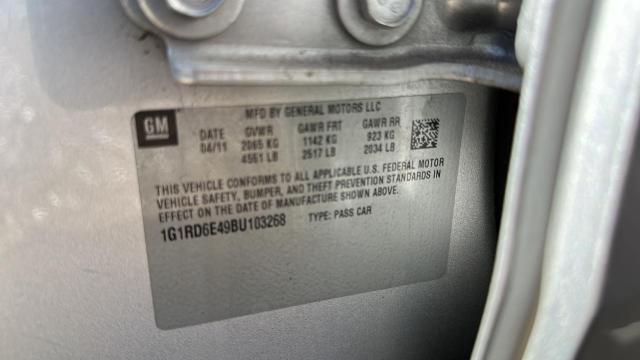 MFD BY GENERAL MOTORS LLC
GM
DATE GVWR GAWR FRT GAWR RR
04/11 2065 KG 1142 KG 923 KG
4551 LB 2517 LB 2034 LB
THIS VEHICLE CONFORMS TO ALL APPLICABLE U.S. FEDERAL MOTOR
VEHICLE SAFETY, BUMPER, AND THEFT PREVENTION STANDARDS IN
EFFECT ON THE DATE OF MANUFACTURE SHOWN ABOVE.
1G1RD6E49BU103268 TYPE: PASS CAR